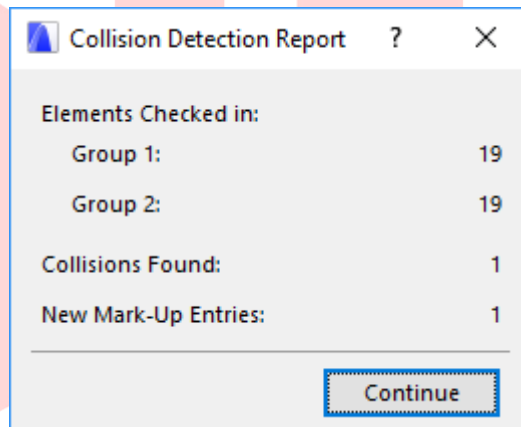 Collision Detection Report ?
Elements Checked in:
Group 1: 19
Group 2: 19
Collisions Found: 1
New Mark-Up Entries: 1
Continue